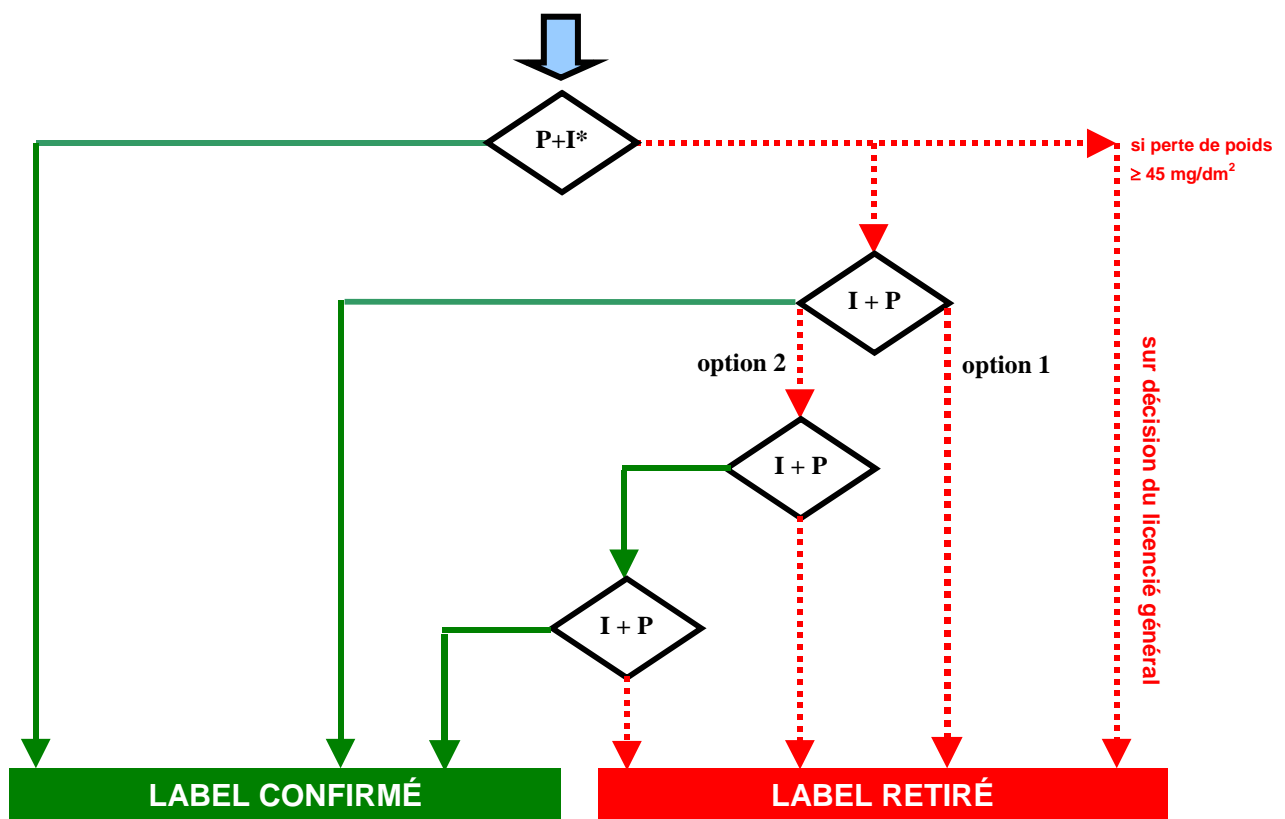 P+I*
si perte de poids
≥ 45 mg/dm²
I + P
option 2
option 1
sur décision du licencié général
I + P
I + P
LABEL CONFIRMÉ
LABEL RETIRÉ